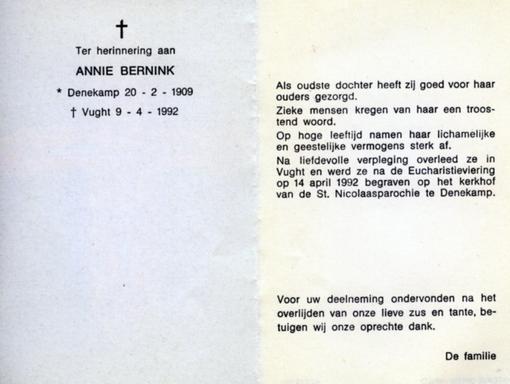 Ter herinnering aan
ANNIE BERNINK
* Denekamp 20 - 2 - 1909
† Vught 9 - 4 - 1992
Als oudste dochter heeft zij goed voor haar
ouders gezorgd.
Zieke mensen kregen van haar een troos-
tend woord.
Op hoge leeftijd namen haar lichamelijke
en geestelijke vermogens sterk af.
Na liefdevolle verpleging overleed ze in
Vught en werd ze na de Eucharistieviering
op 14 april 1992 begraven op het kerkhof
van de St. Nicolaasparochie te Denekamp.
Voor uw deelneming ondervonden na het
overlijden van onze lieve zus en tante, be-
tuigen wij onze oprechte dank.
De familie